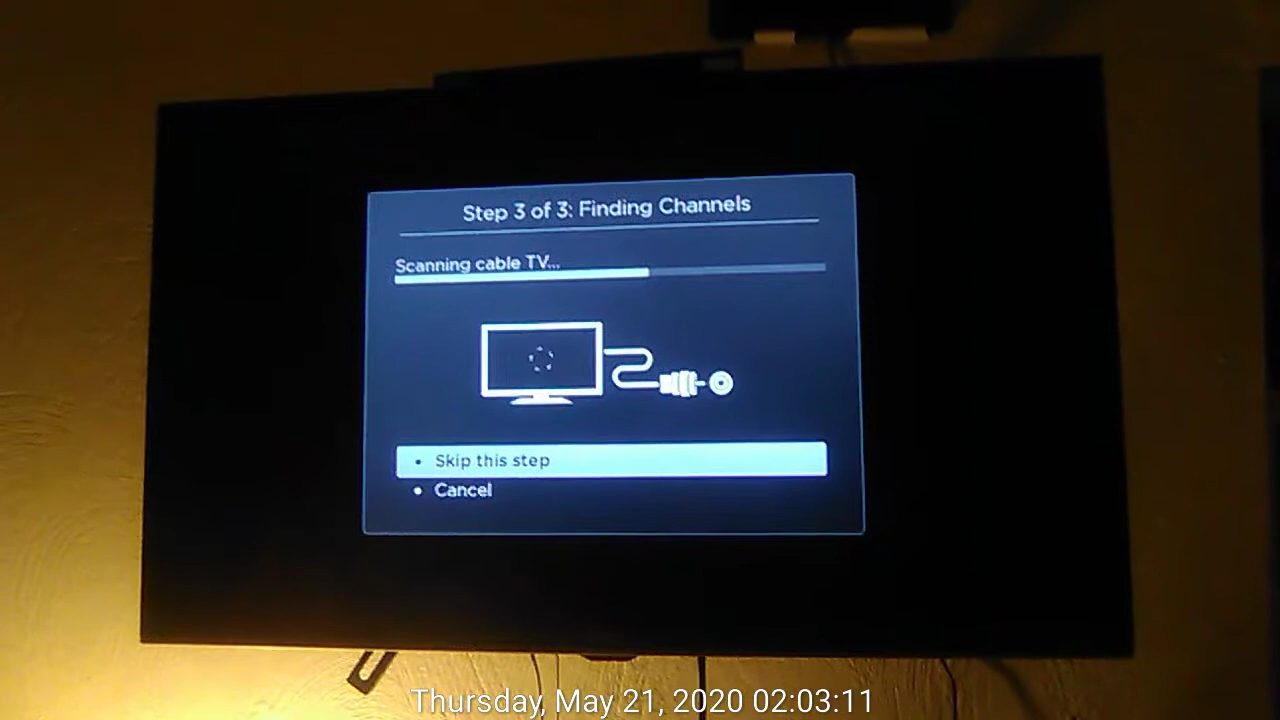 Step 3 of 3: Finding Channels
Scanning cable TV...
• Skip this step
• Cancel
Thursday, May 21, 2020 02:03:11